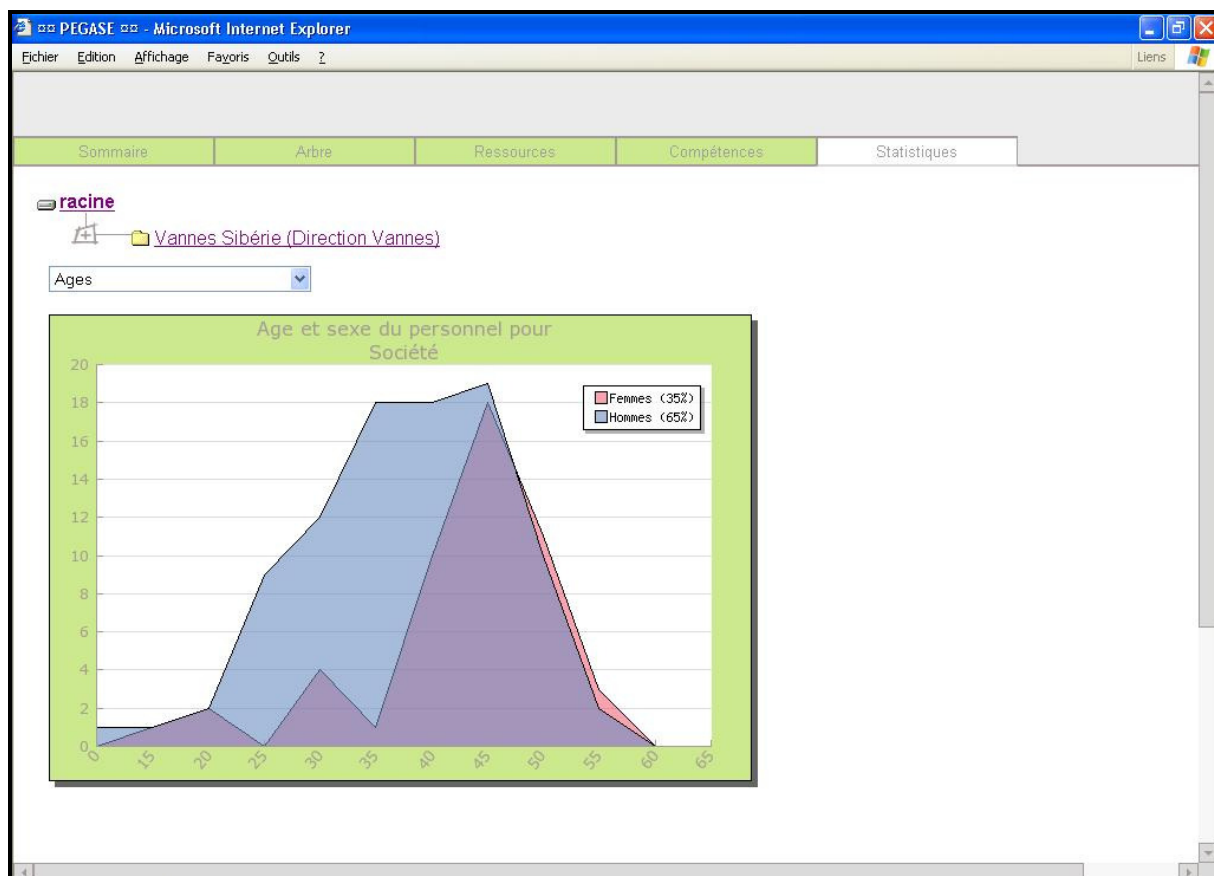 ¤¤ PEGASE ¤¤ - Microsoft Internet Explorer
Fichier Edition Affichage Favoris Outils ? Liens
Sommaire Arbre Ressources Compétences Statistiques
racine
Vannes Sibérie (Direction Vannes)
Ages
Age et sexe du personnel pour
Société
20
18
16
14
12
10
8
6
4
2
0
Femmes (35%)
Hommes (65%)
0 15 20 25 30 35 40 45 50 55 60 65